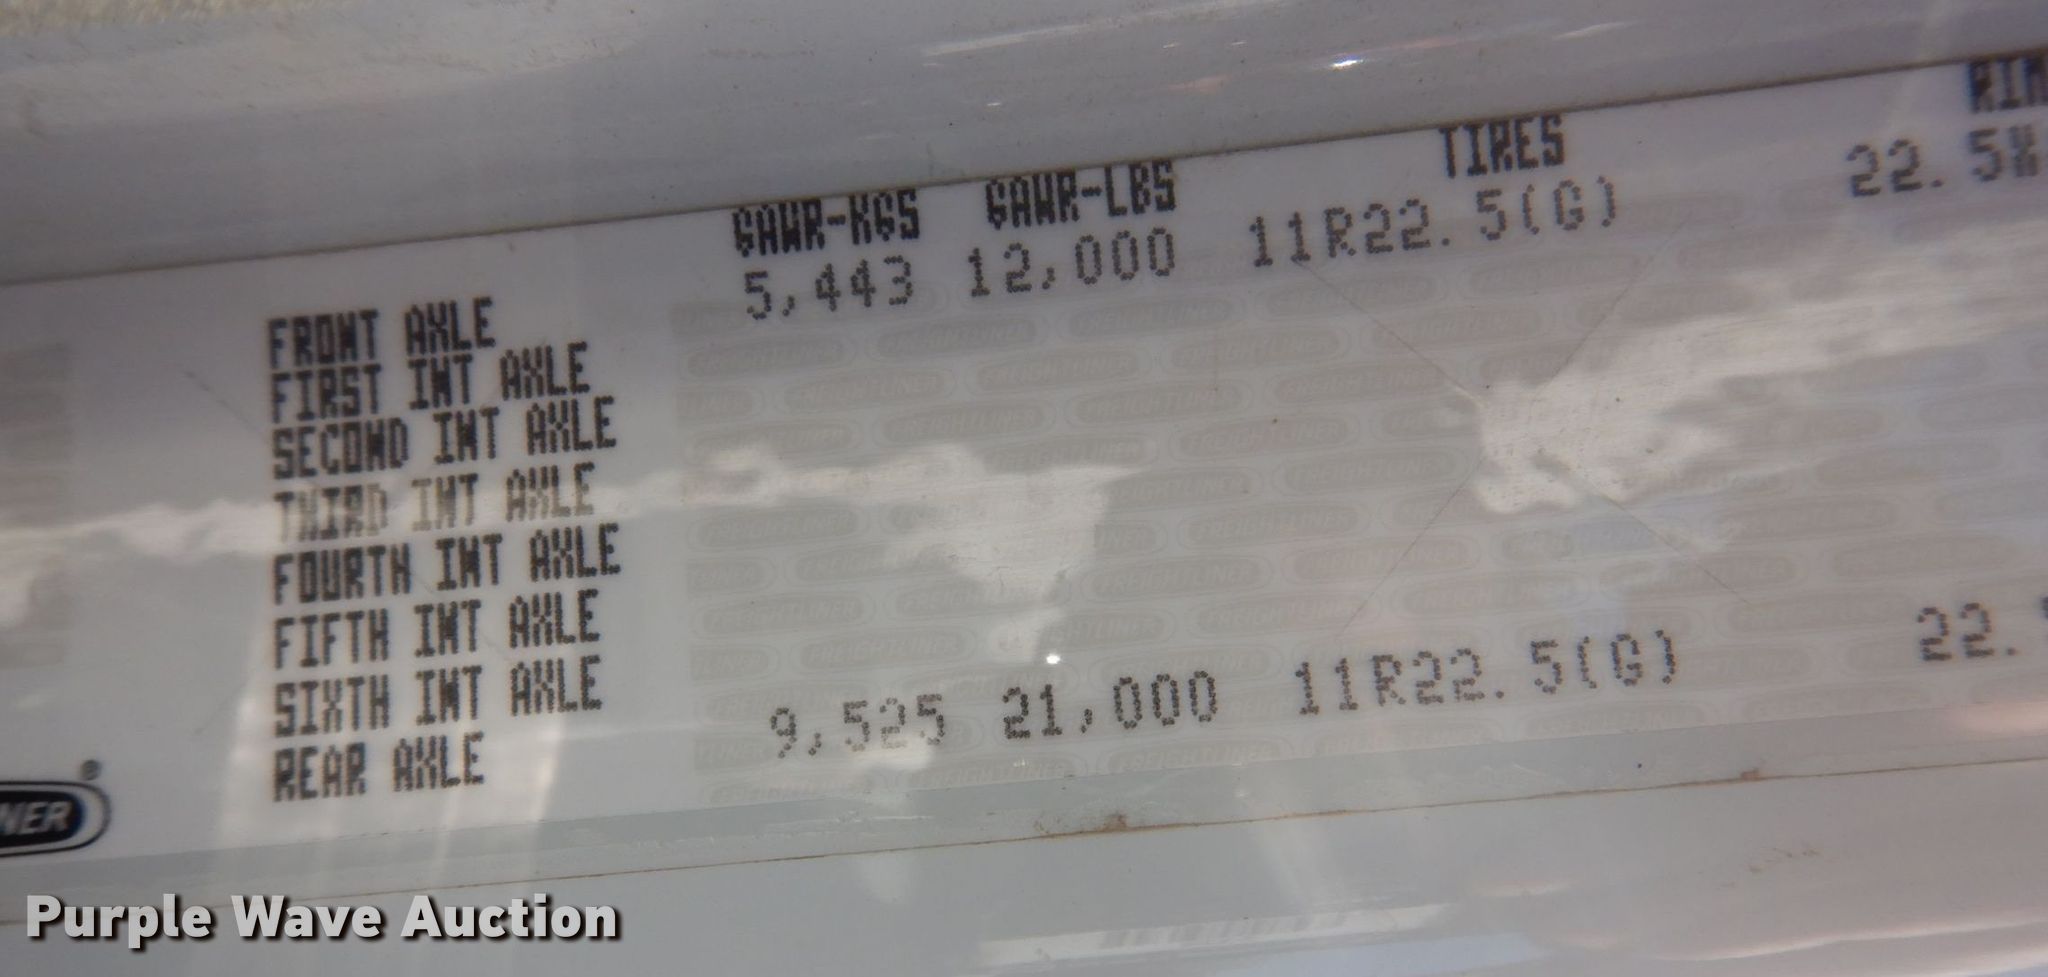 RIM
GAWR-KGS GAWR-LBS TIRES
FRONT AXLE 5,443 12,000 11R22.5(G) 22.5X
FIRST INT AXLE
SECOND INT AXLE
THIRD INT AXLE
FOURTH INT AXLE
FIFTH INT AXLE
SIXTH INT AXLE
REAR AXLE 9,525 21,000 11R22.5(G) 22.
NER
Purple Wave Auction